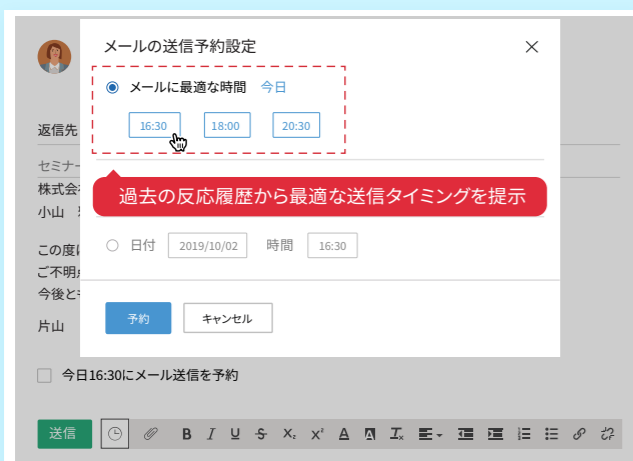 メールの送信予約設定
メールに最適な時間 今日
16:30 18:00 20:30
返信先
セミナー
過去の反応履歴から最適な送信タイミングを提示
株式会
小山
日付 2019/10/02 時間 16:30
この度
ご不明
今後と
予約 キャンセル
片山
今日16:30にメール送信を予約
送信 B I U S X₂ X² A A Iₓ